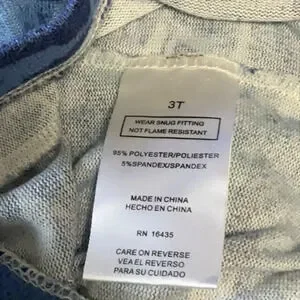 3T
WEAR SNUG FITTING
NOT FLAME RESISTANT
95% POLYESTER/POLIESTER
5%SPANDEX/SPANDEX
MADE IN CHINA
HECHO EN CHINA
RN 16435
CARE ON REVERSE
VEA EL REVERSO
PARA SU CUIDADO